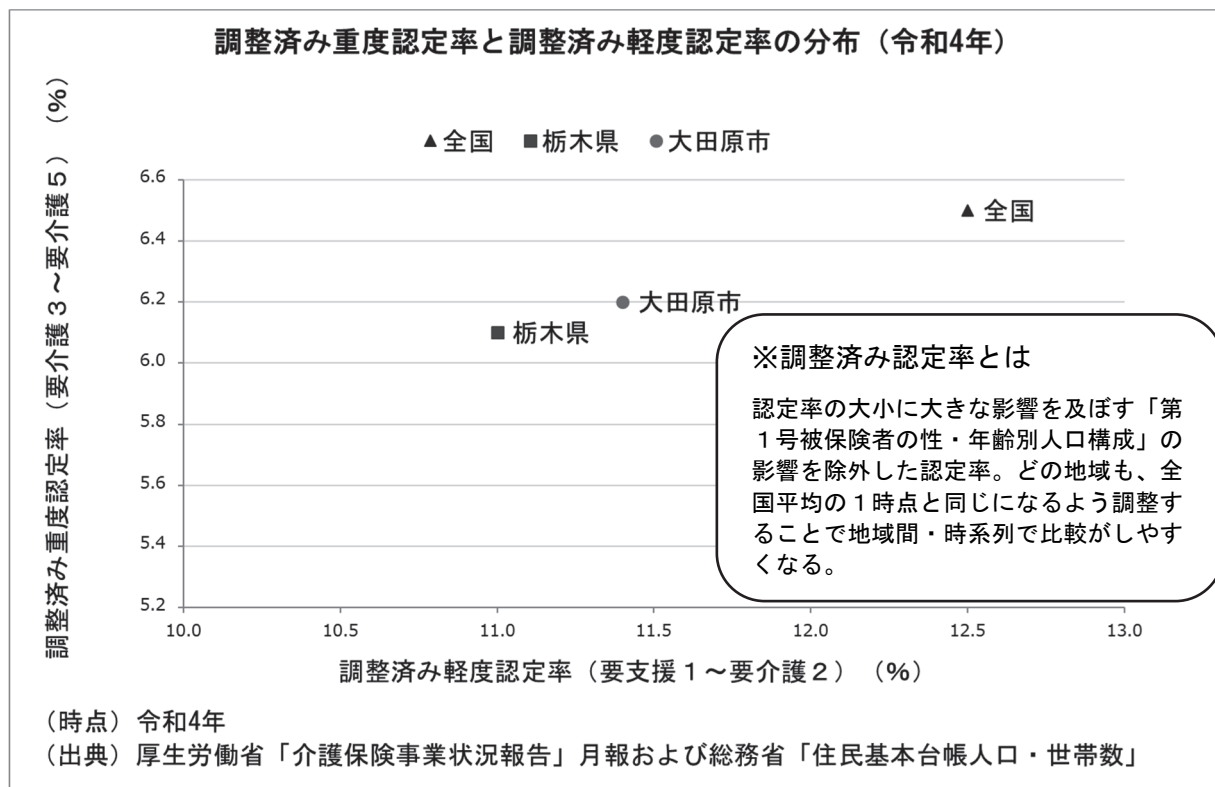 調整済み重度認定率と調整済み軽度認定率の分布（令和4年）
▲全国 ■栃木県 ●大田原市
調整済み重度認定率（要介護３～要介護５）（%）
6.6
6.4
6.2
6.0
5.8
5.6
5.4
5.2
全国
大田原市
栃木県
※調整済み認定率とは
認定率の大小に大きな影響を及ぼす「第
１号被保険者の性・年齢別人口構成」の
影響を除外した認定率。どの地域も、全
国平均の１時点と同じになるよう調整す
ることで地域間・時系列で比較がしやす
くなる。
10.0 10.5 11.0 11.5 12.0 12.5 13.0
調整済み軽度認定率（要支援１～要介護２）（%）
（時点）令和4年
（出典）厚生労働省「介護保険事業状況報告」月報および総務省「住民基本台帳人口・世帯数」